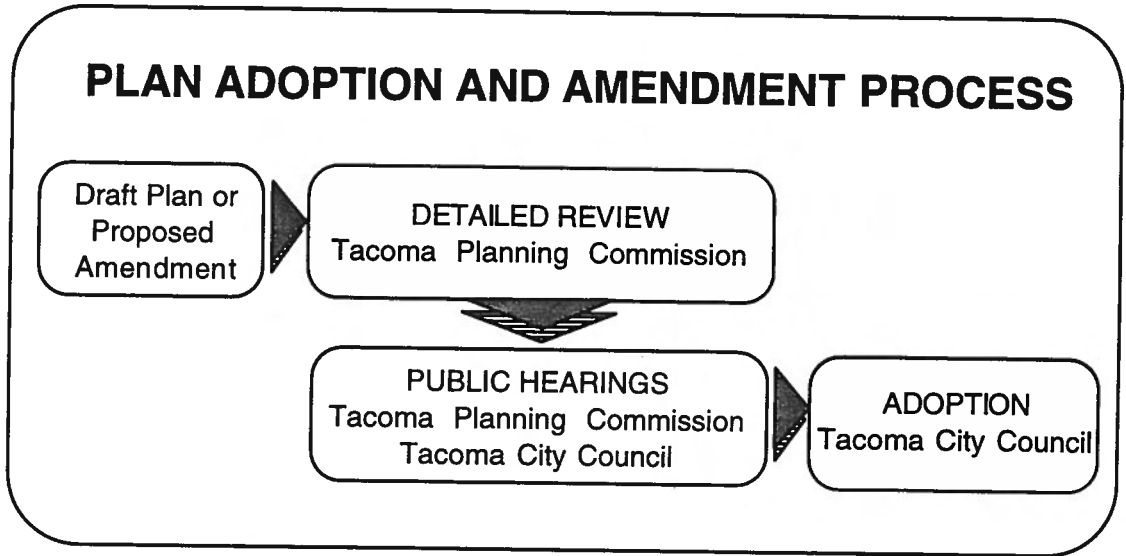 PLAN ADOPTION AND AMENDMENT PROCESS
Draft Plan or
Proposed
Amendment
DETAILED REVIEW
Tacoma Planning Commission
PUBLIC HEARINGS
Tacoma Planning Commission
Tacoma City Council
ADOPTION
Tacoma City Council